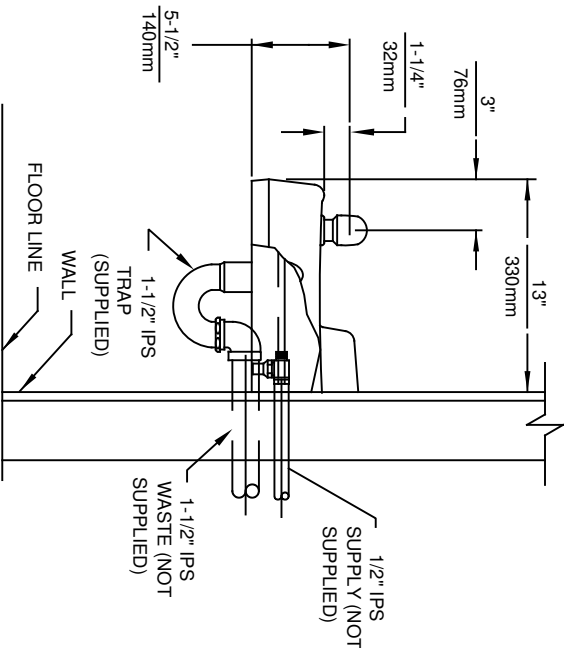 5-1/2"
140mm
1-1/4"
32mm
3"
76mm
13"
330mm
FLOOR LINE
WALL
1-1/2" IPS
TRAP
(SUPPLIED)
1-1/2" IPS
WASTE (NOT
SUPPLIED)
1/2" IPS
SUPPLY (NOT
SUPPLIED)